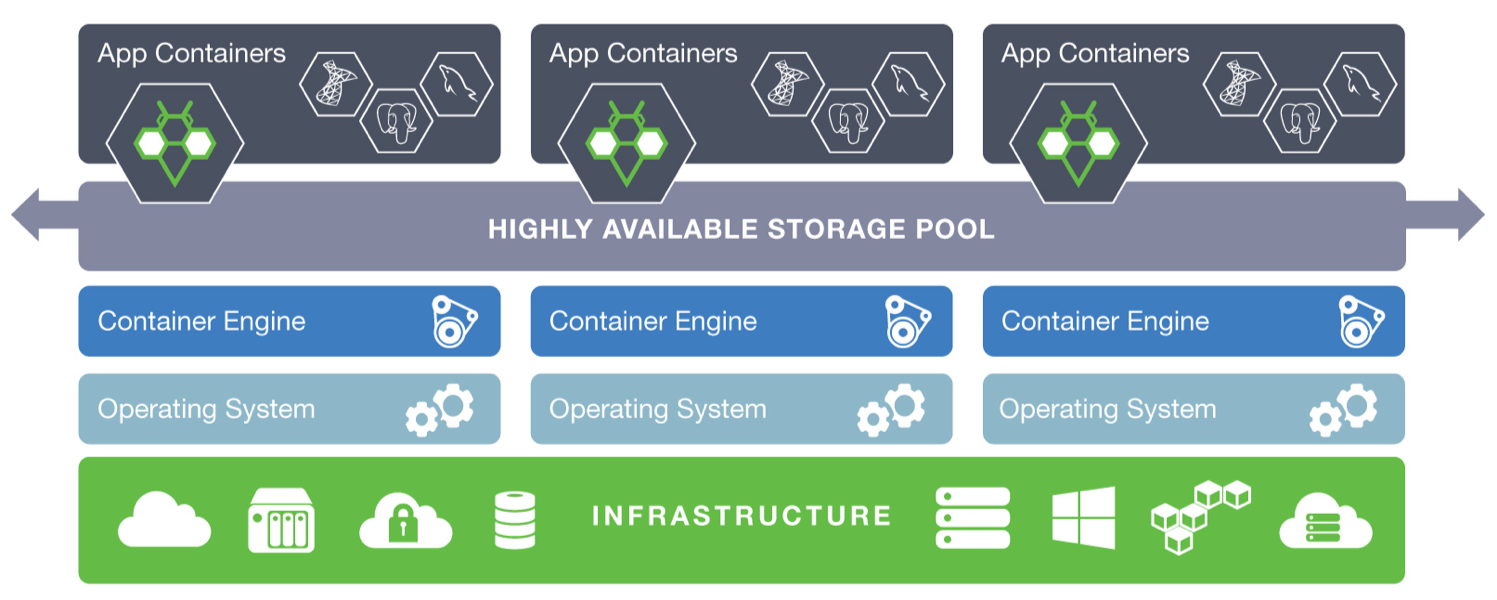 App Containers
App Containers
App Containers
HIGHLY AVAILABLE STORAGE POOL
Container Engine
Container Engine
Container Engine
Operating System
Operating System
Operating System
INFRASTRUCTURE